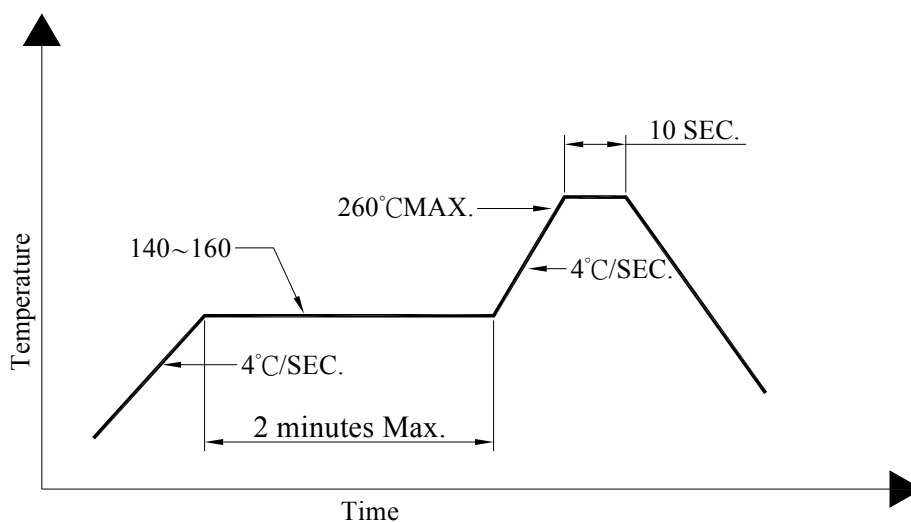 10 SEC.
260℃MAX.
140~160
4℃/SEC.
Temperature
4℃/SEC.
2 minutes Max.
Time